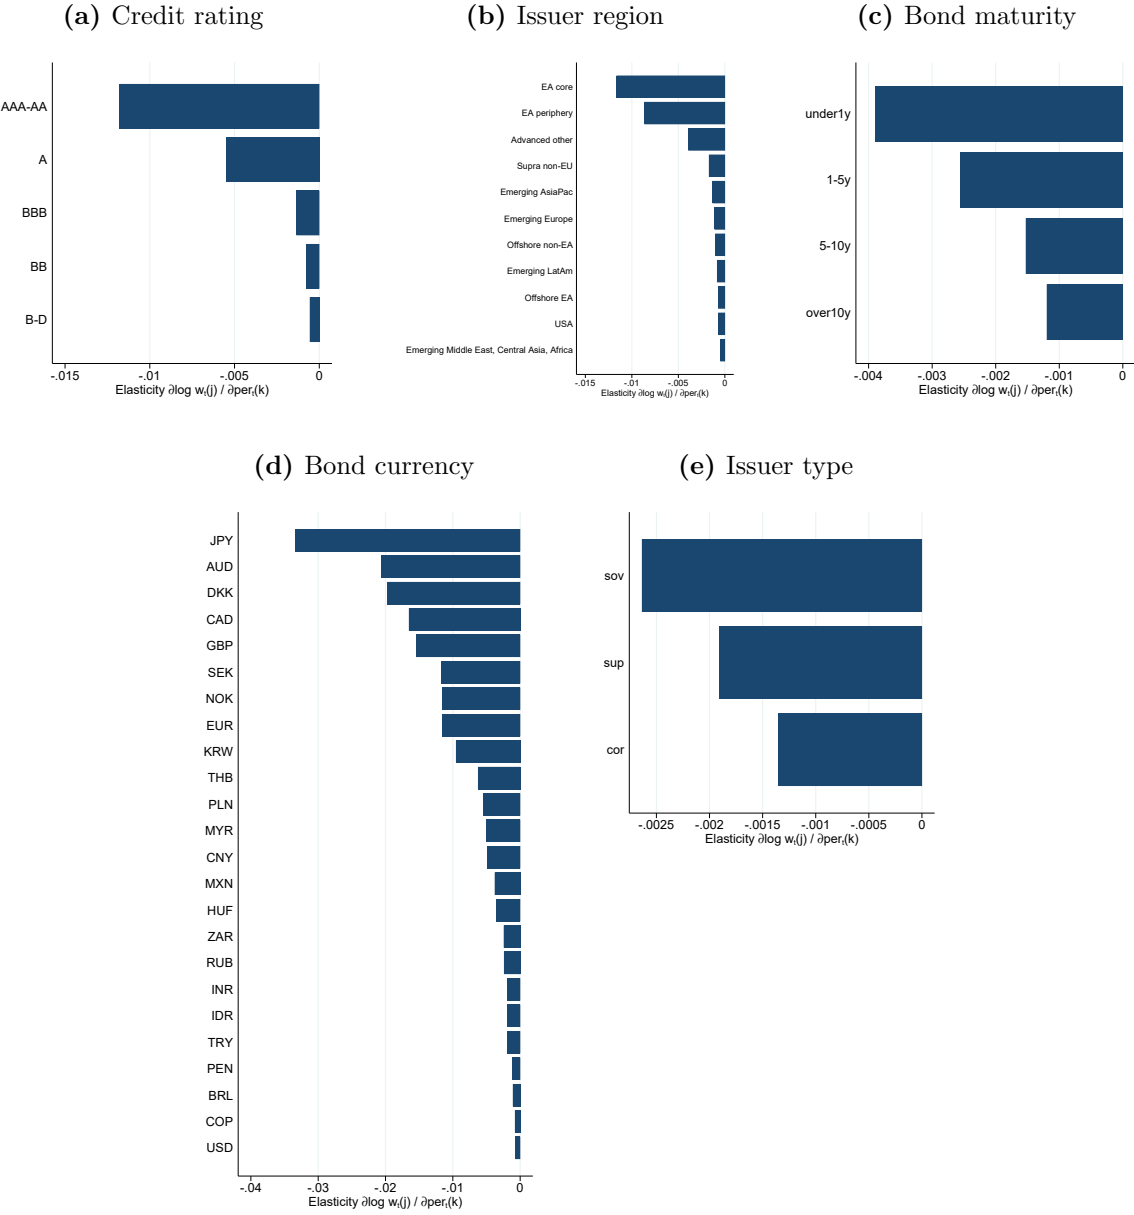 (a) Credit rating
AAA-AA
A
BBB
BB
B-D
-.015 -.01 -.005 0
Elasticity ∂log wₜ(j) / ∂perₜ(k)
(b) Issuer region
EA core
EA periphery
Advanced other
Supra non-EU
Emerging AsiaPac
Emerging Europe
Offshore non-EA
Emerging LatAm
Offshore EA
USA
Emerging Middle East, Central Asia, Africa
-.015 -.01 -.005 0
Elasticity ∂log wₜ(j) / ∂perₜ(k)
(c) Bond maturity
under1y
1-5y
5-10y
over10y
-.004 -.003 -.002 -.001 0
Elasticity ∂log wₜ(j) / ∂perₜ(k)
(d) Bond currency
JPY
AUD
DKK
CAD
GBP
SEK
NOK
EUR
KRW
THB
PLN
MYR
CNY
MXN
HUF
ZAR
RUB
INR
IDR
TRY
PEN
BRL
COP
USD
-.04 -.03 -.02 -.01 0
Elasticity ∂log wₜ(j) / ∂perₜ(k)
(e) Issuer type
sov
sup
cor
-.0025 -.002 -.0015 -.001 -.0005 0
Elasticity ∂log wₜ(j) / ∂perₜ(k)